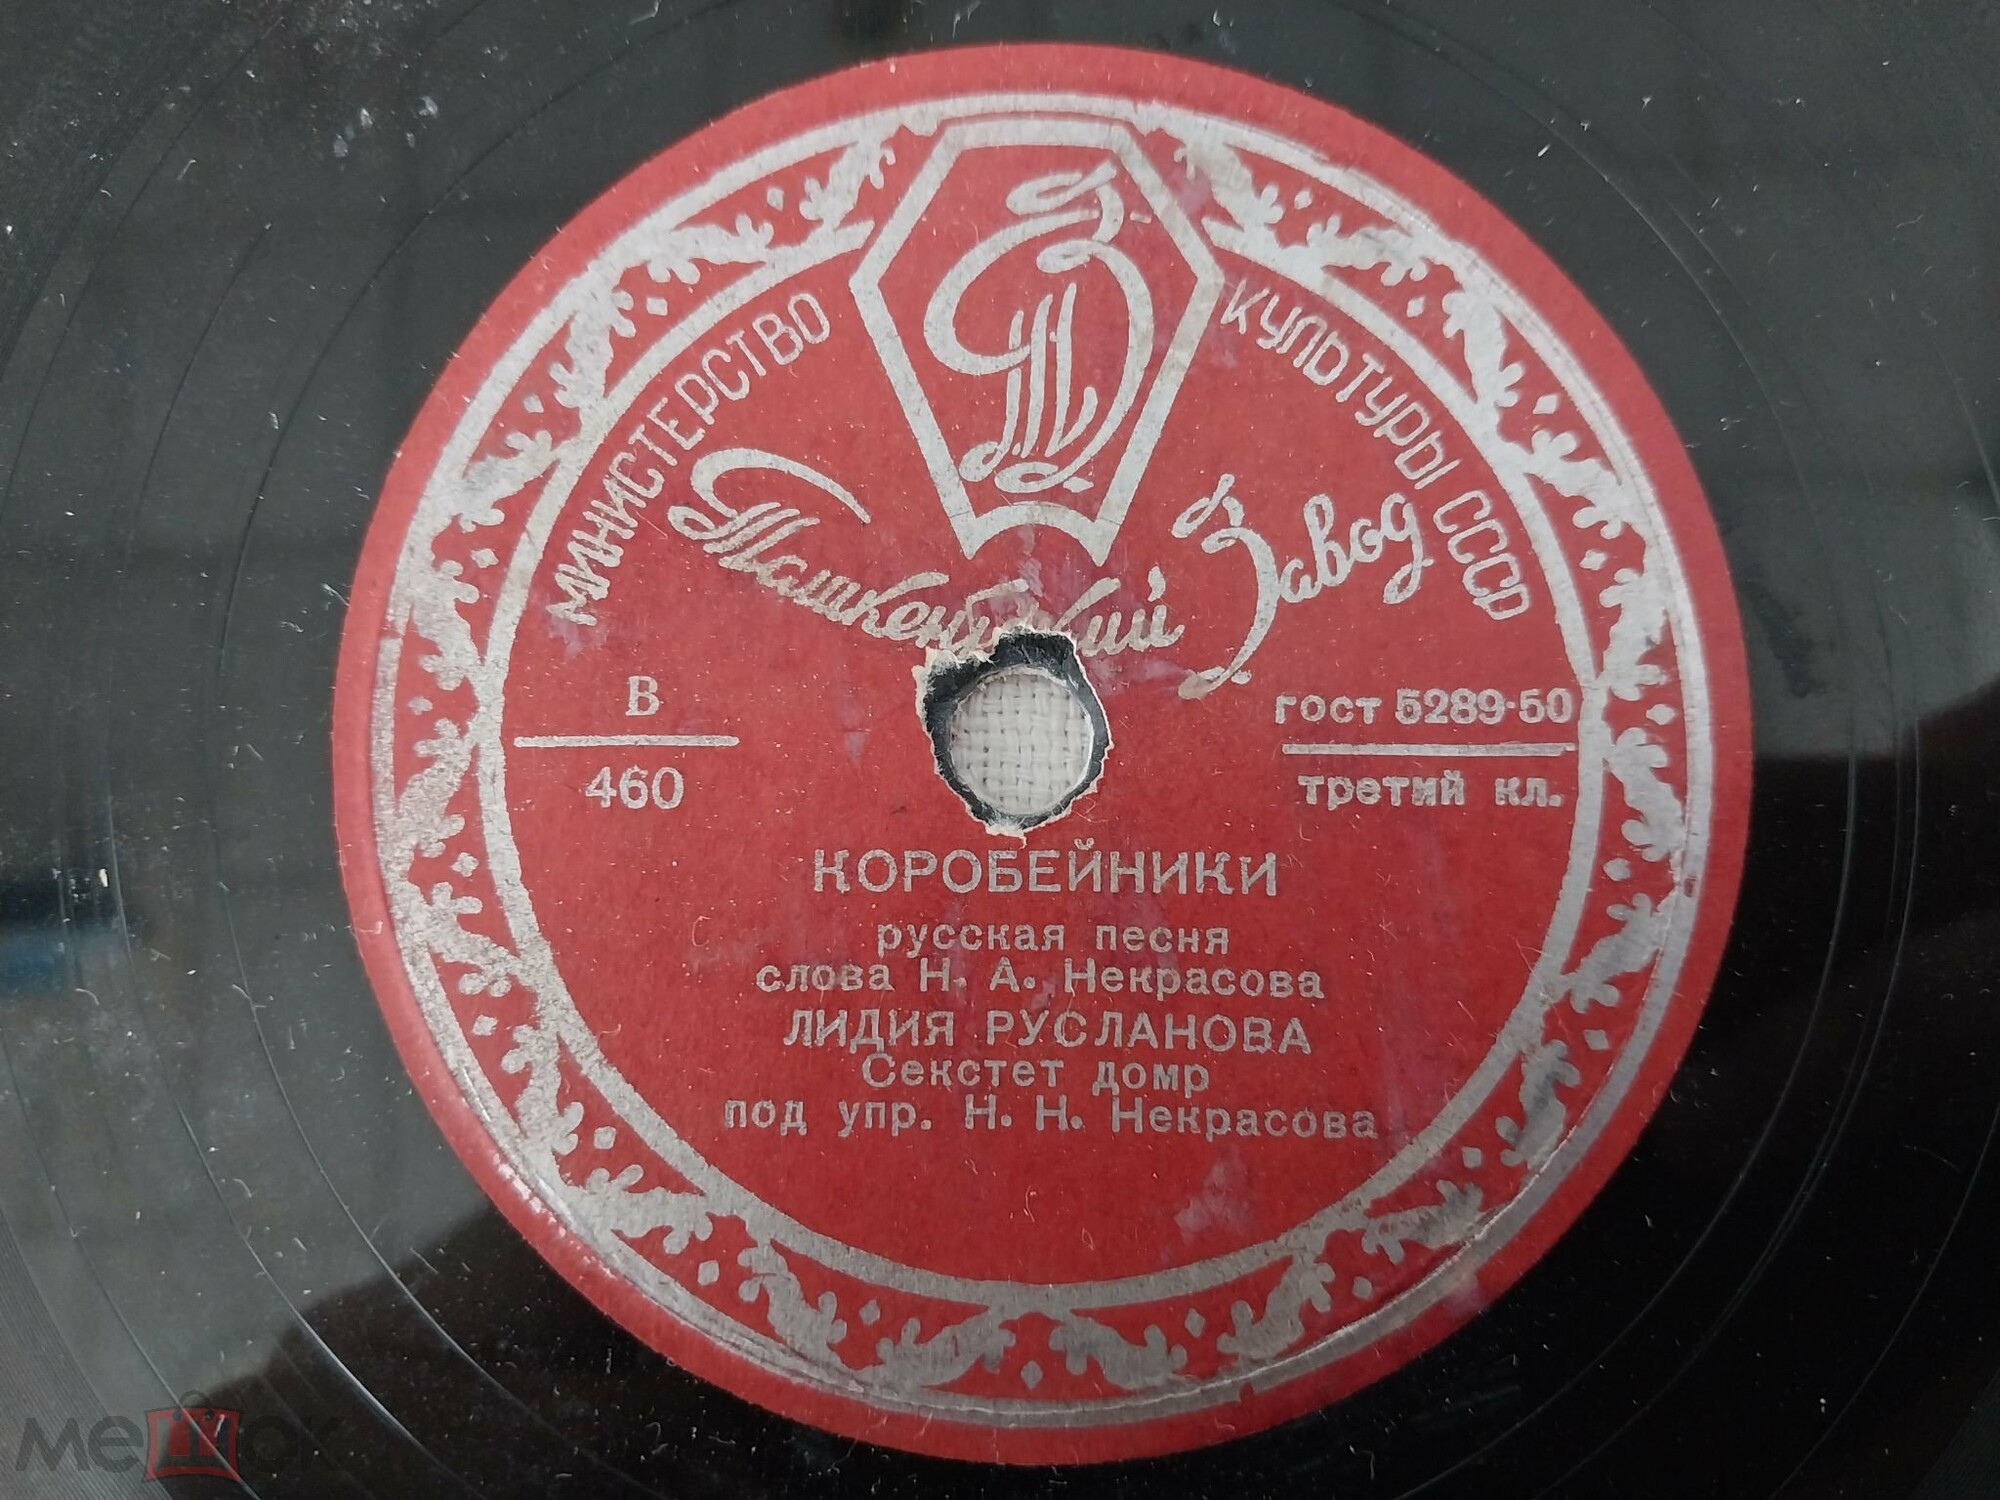 МИНИСТЕРСТВО КУЛЬТУРЫ СССР
Ташкентский Завод
В
460
гост 5289-50
третий кл.
КОРОБЕЙНИКИ
русская песня
слова Н. А. Некрасова
ЛИДИЯ РУСЛАНОВА
Секстет домр
под упр. Н. Н. Некрасова
мешок